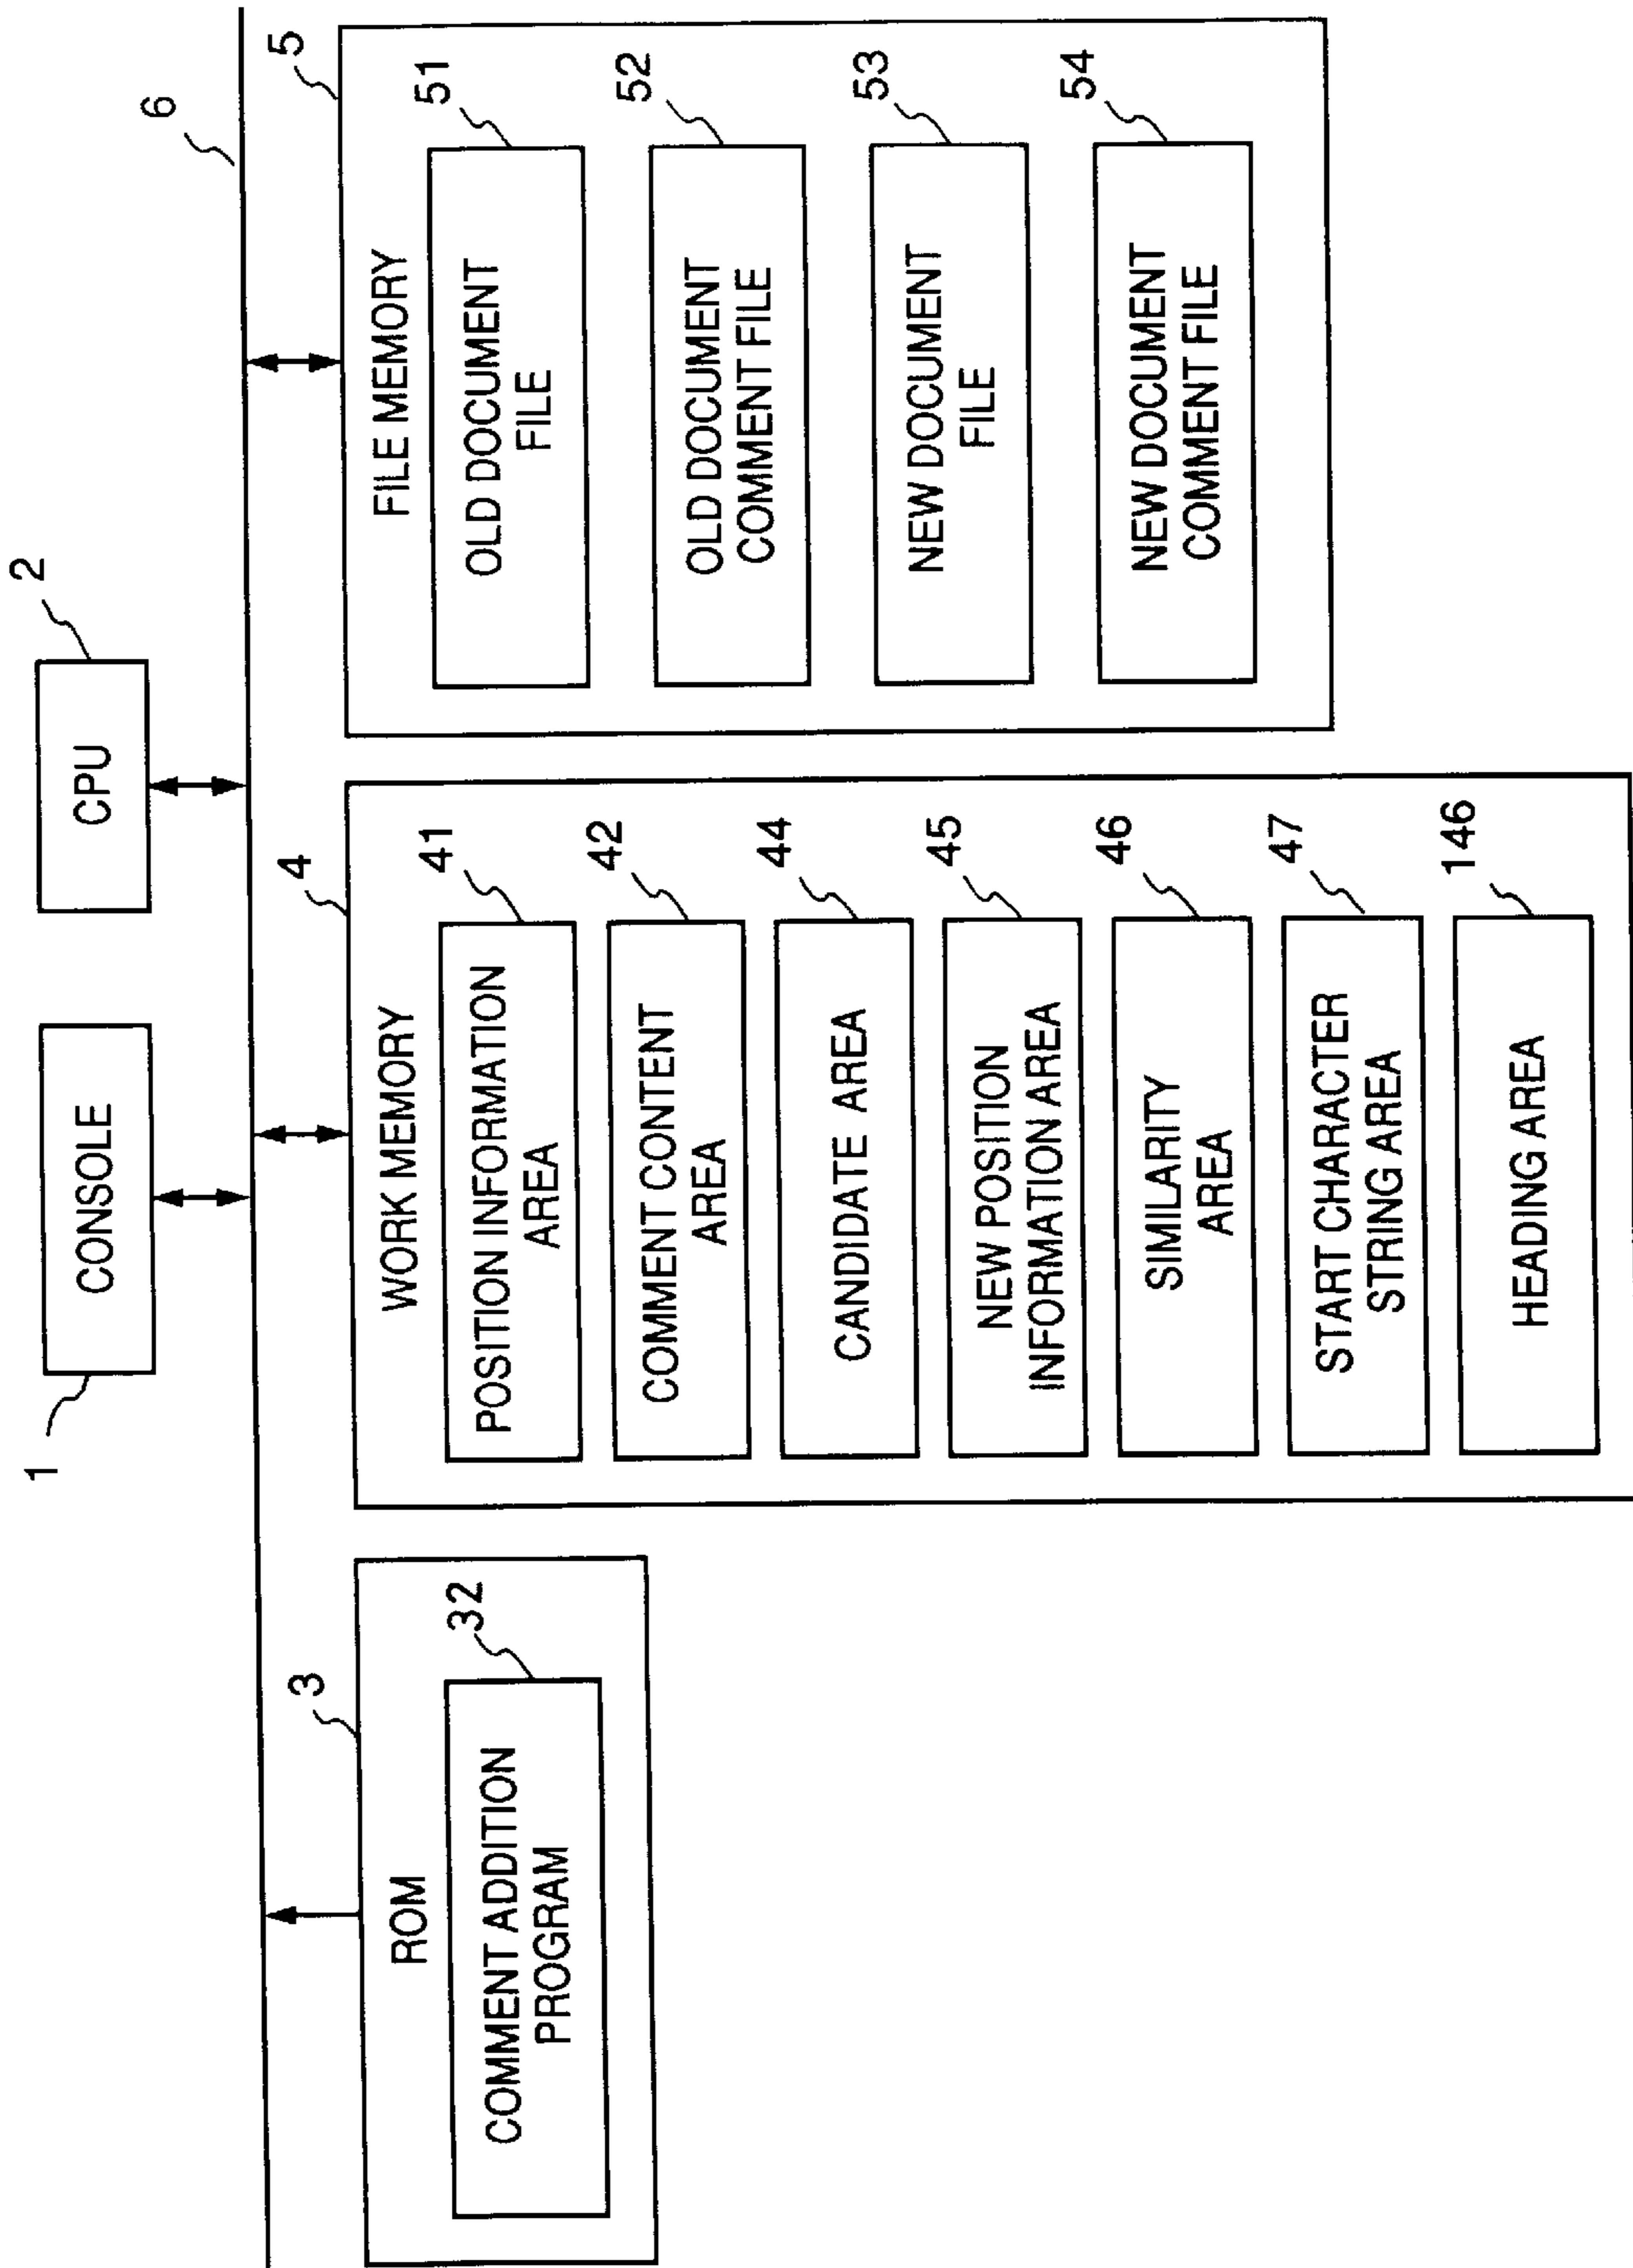 1
CONSOLE
CPU
2
6
3
ROM
COMMENT ADDITION
PROGRAM
32
4
WORK MEMORY
POSITION INFORMATION
AREA
41
COMMENT CONTENT
AREA
42
CANDIDATE AREA
44
NEW POSITION
INFORMATION AREA
45
SIMILARITY
AREA
46
START CHARACTER
STRING AREA
47
HEADING AREA
146
5
FILE MEMORY
OLD DOCUMENT
FILE
51
OLD DOCUMENT
COMMENT FILE
52
NEW DOCUMENT
FILE
53
NEW DOCUMENT
COMMENT FILE
54